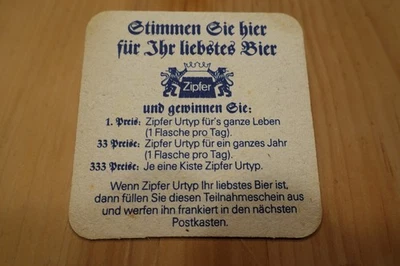 Stimmen Sie hier
für Ihr liebstes Bier
Zipfer
und gewinnen Sie:
1. Preis: Zipfer Urtyp für's ganze Leben
(1 Flasche pro Tag).
33 Preise: Zipfer Urtyp für ein ganzes Jahr
(1 Flasche pro Tag).
333 Preise: Je eine Kiste Zipfer Urtyp.
Wenn Zipfer Urtyp Ihr liebstes Bier ist,
dann füllen Sie diesen Teilnahmeschein aus
und werfen ihn frankiert in den nächsten
Postkasten.